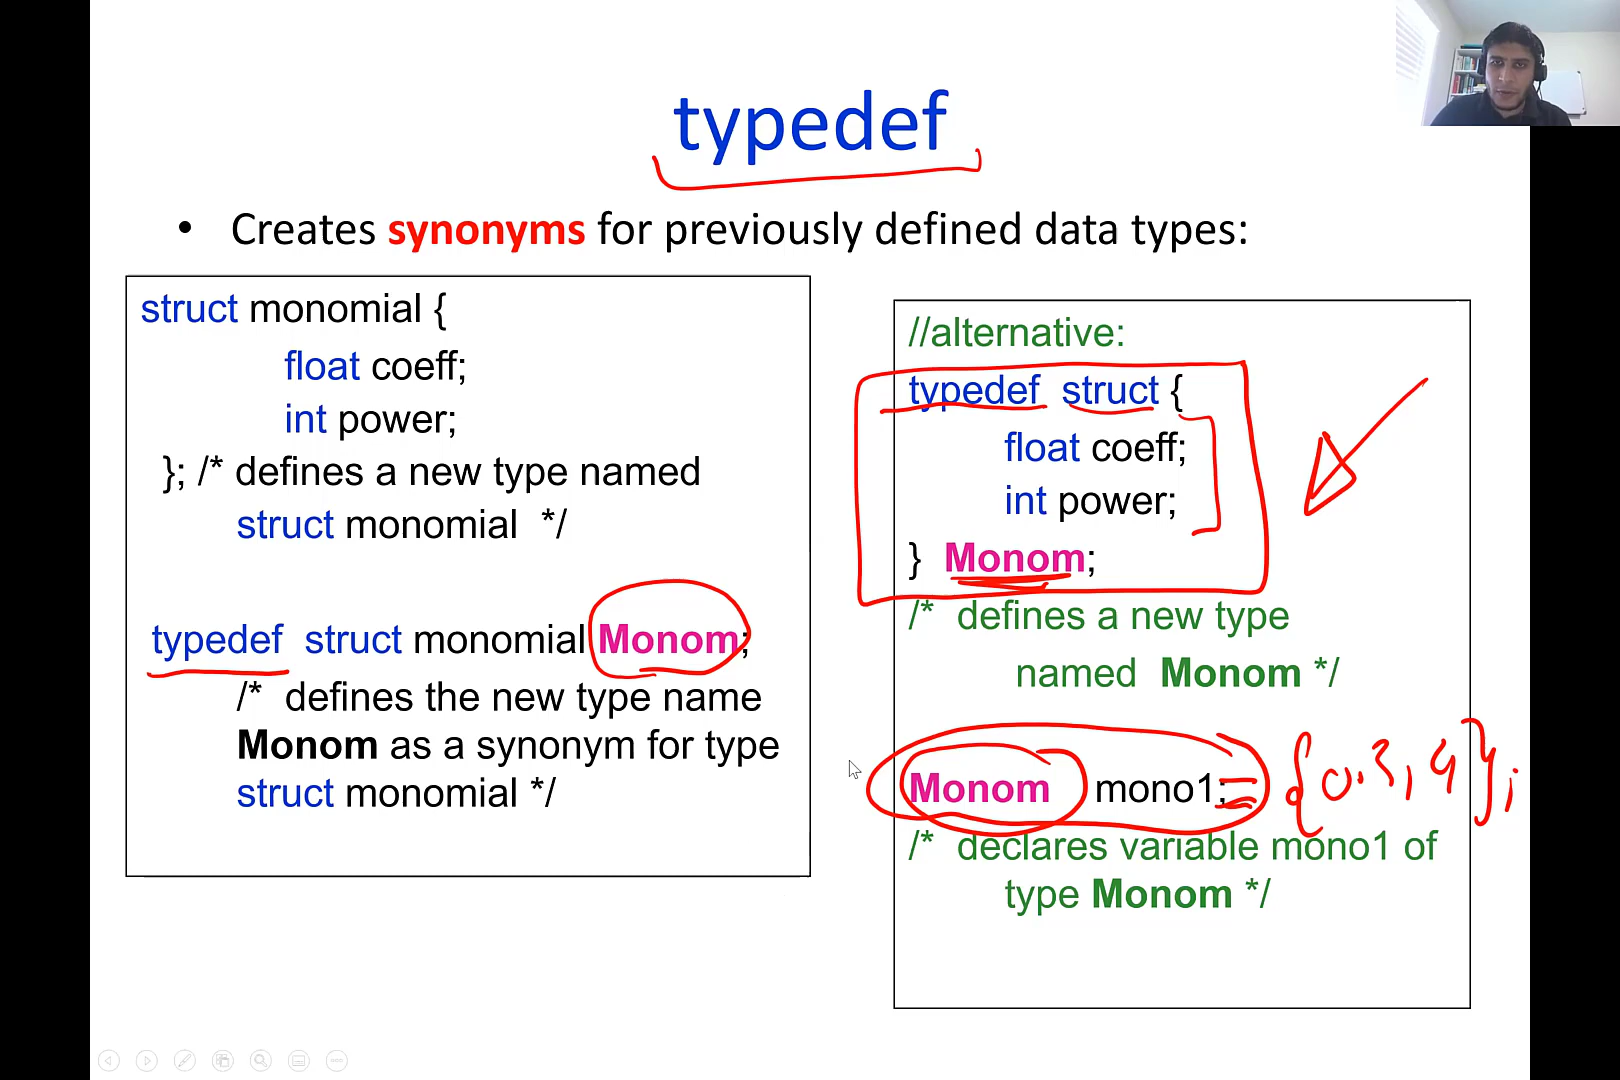 typedef
• Creates synonyms for previously defined data types:
struct monomial {
float coeff;
int power;
}; /* defines a new type named
struct monomial */
typedef struct monomial Monom;
/* defines the new type name
Monom as a synonym for type
struct monomial */
//alternative:
typedef struct {
float coeff;
int power;
} Monom;
/* defines a new type
named Monom */
Monom mono1; = {0.3, 4};
/* declares variable mono1 of
type Monom */